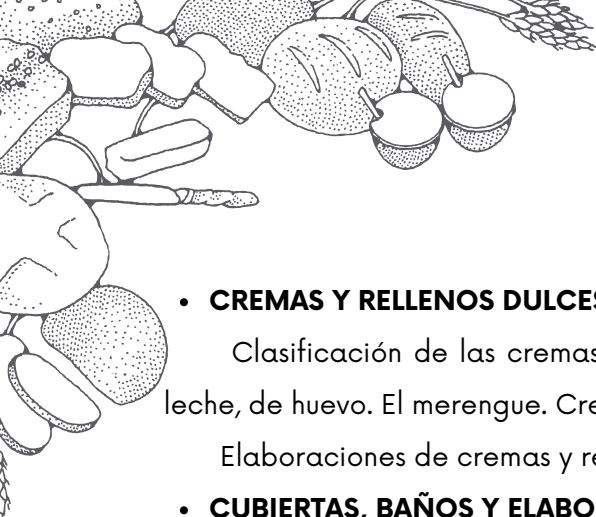 • CREMAS Y RELLENOS DULCES
Clasificación de las cremas
leche, de huevo. El merengue. Cre
Elaboraciones de cremas y re
• CUBIERTAS, BAÑOS Y ELABO